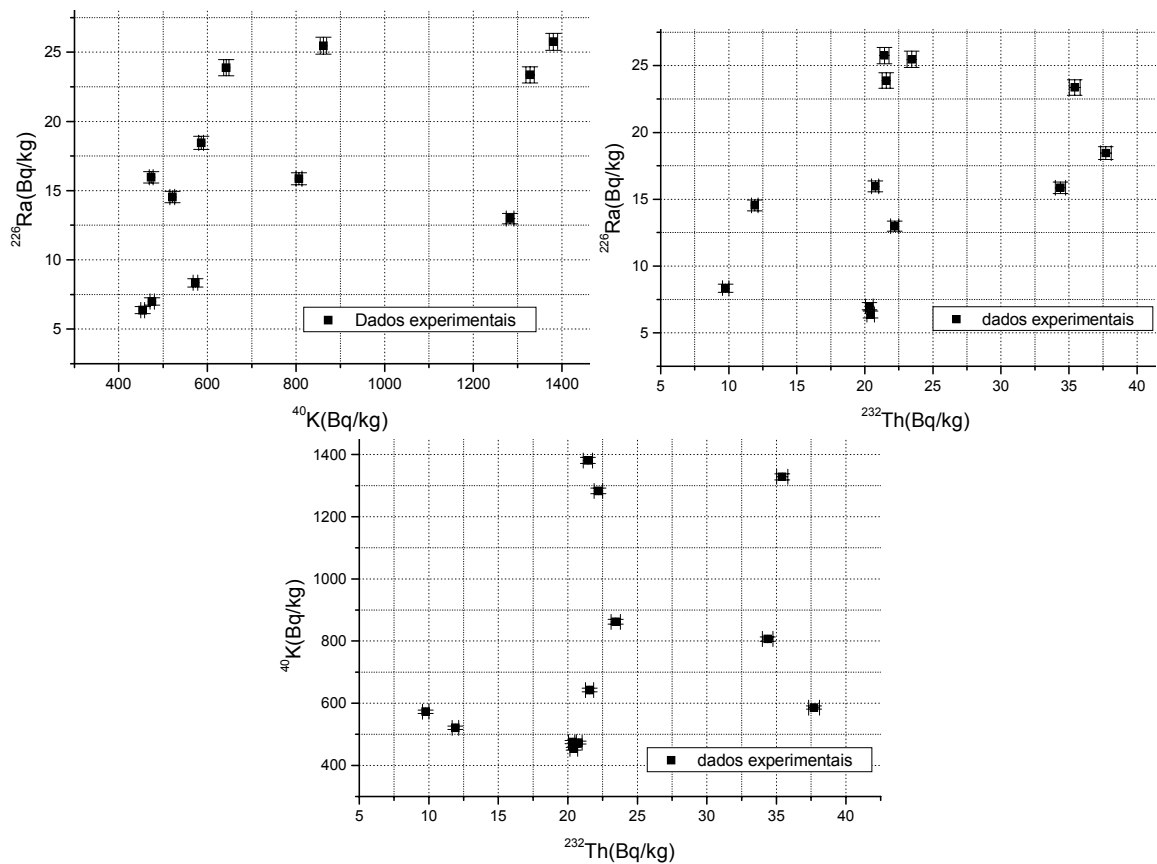 25
20
15
10
5
²²⁶Ra(Bq/kg)
Dados experimentais
400 600 800 1000 1200 1400
⁴⁰K(Bq/kg)
25
20
15
10
5
²²⁶Ra(Bq/kg)
dados experimentais
5 10 15 20 25 30 35 40
²³²Th(Bq/kg)
1400
1200
1000
800
600
400
⁴⁰K(Bq/kg)
dados experimentais
5 10 15 20 25 30 35 40
²³²Th(Bq/kg)